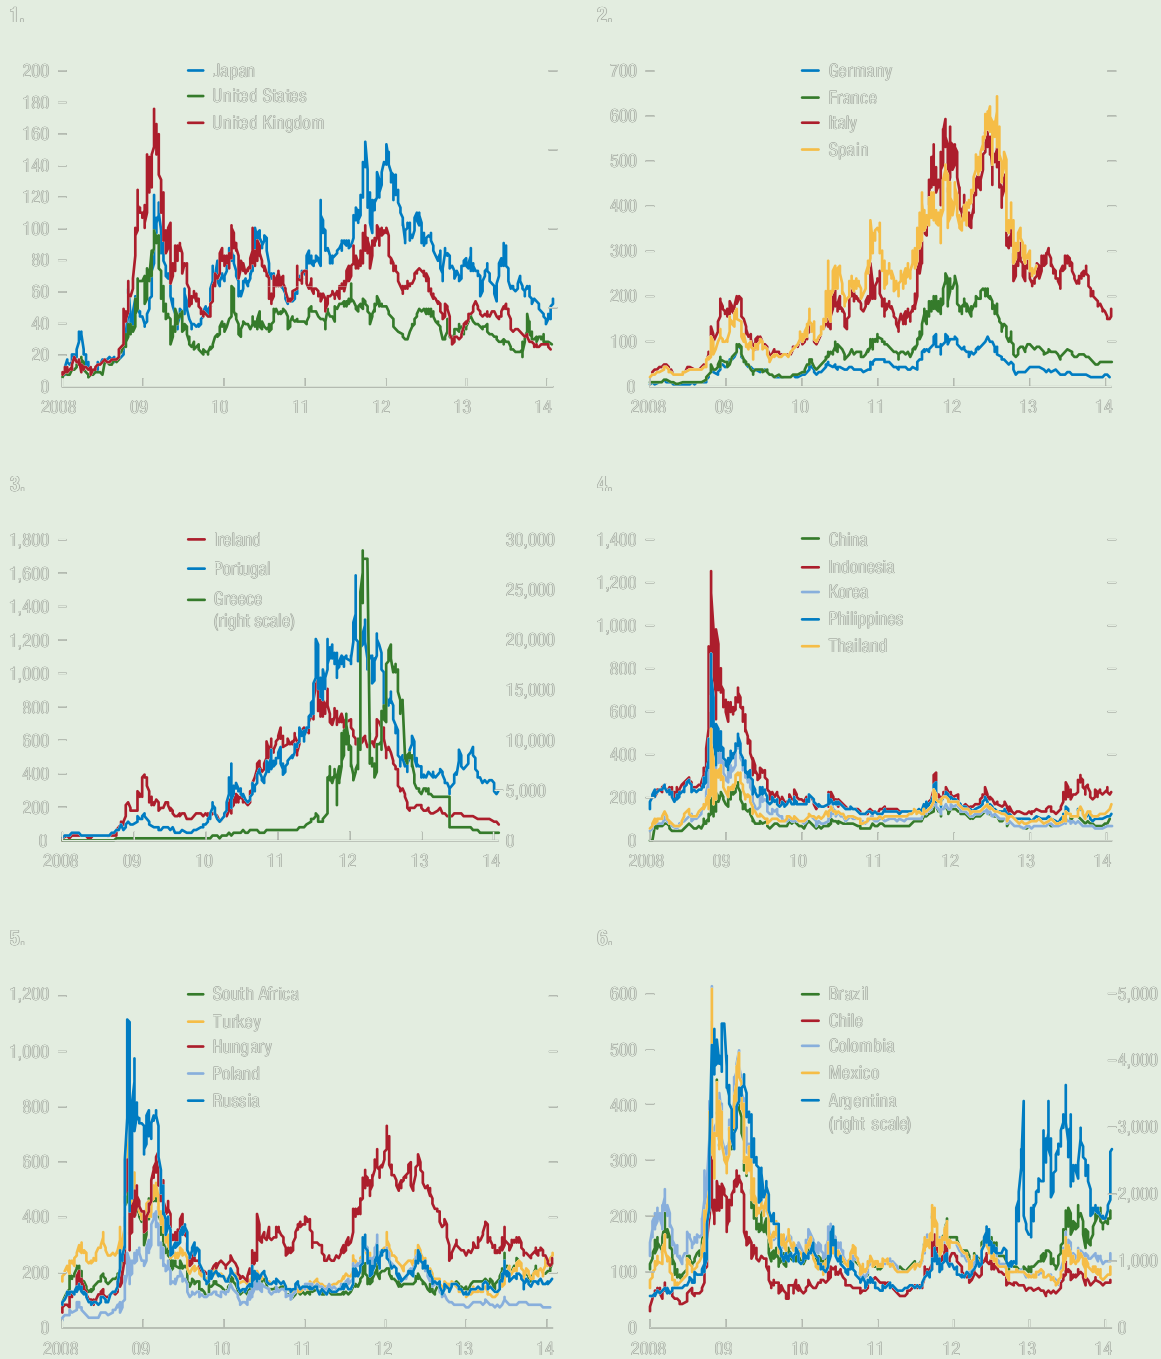 1.
200
180
160
140
120
100
80
60
40
20
0
Japan
United States
United Kingdom
2008 09 10 11 12 13 14
2.
700
600
500
400
300
200
100
0
Germany
France
Italy
Spain
2008 09 10 11 12 13 14
3.
1,800
1,600
1,400
1,200
1,000
800
600
400
200
0
Ireland
Portugal
Greece
(right scale)
30,000
25,000
20,000
15,000
10,000
5,000
0
2008 09 10 11 12 13 14
4.
1,400
1,200
1,000
800
600
400
200
0
China
Indonesia
Korea
Philippines
Thailand
2008 09 10 11 12 13 14
5.
1,200
1,000
800
600
400
200
0
South Africa
Turkey
Hungary
Poland
Russia
2008 09 10 11 12 13 14
6.
600
500
400
300
200
100
0
Brazil
Chile
Colombia
Mexico
Argentina
(right scale)
5,000
4,000
3,000
2,000
1,000
0
2008 09 10 11 12 13 14